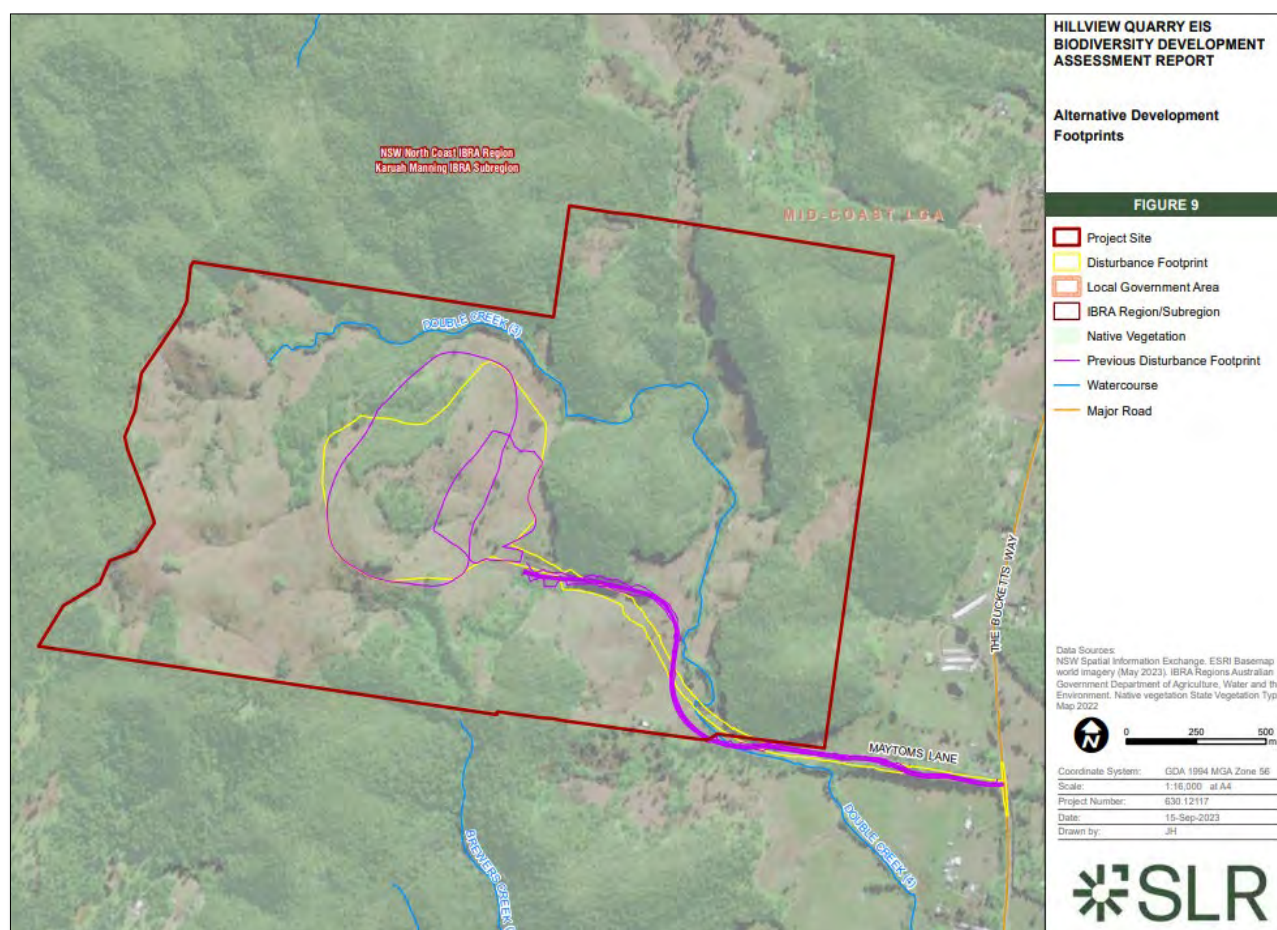 NSW North Coast IBRA Region
Karuah Manning IBRA Subregion
MID-COAST LGA
DOUBLE CREEK (3)
THE BUCKETTS WAY
MAYTOMS LANE
DOUBLE CREEK (4)
BREWERS CREEK
HILLVIEW QUARRY EIS
BIODIVERSITY DEVELOPMENT
ASSESSMENT REPORT
Alternative Development
Footprints
FIGURE 9
Project Site
Disturbance Footprint
Local Government Area
IBRA Region/Subregion
Native Vegetation
Previous Disturbance Footprint
Watercourse
Major Road
Data Sources:
NSW Spatial Information Exchange. ESRI Basemap
world imagery (May 2023). IBRA Regions Australian
Government Department of Agriculture, Water and th
Environment. Native vegetation State Vegetation Typ
Map 2022
N
0 250 500
m
Coordinate System: GDA 1994 MGA Zone 56
Scale: 1:16,000 at A4
Project Number: 630.12117
Date: 15-Sep-2023
Drawn by: JH
SLR